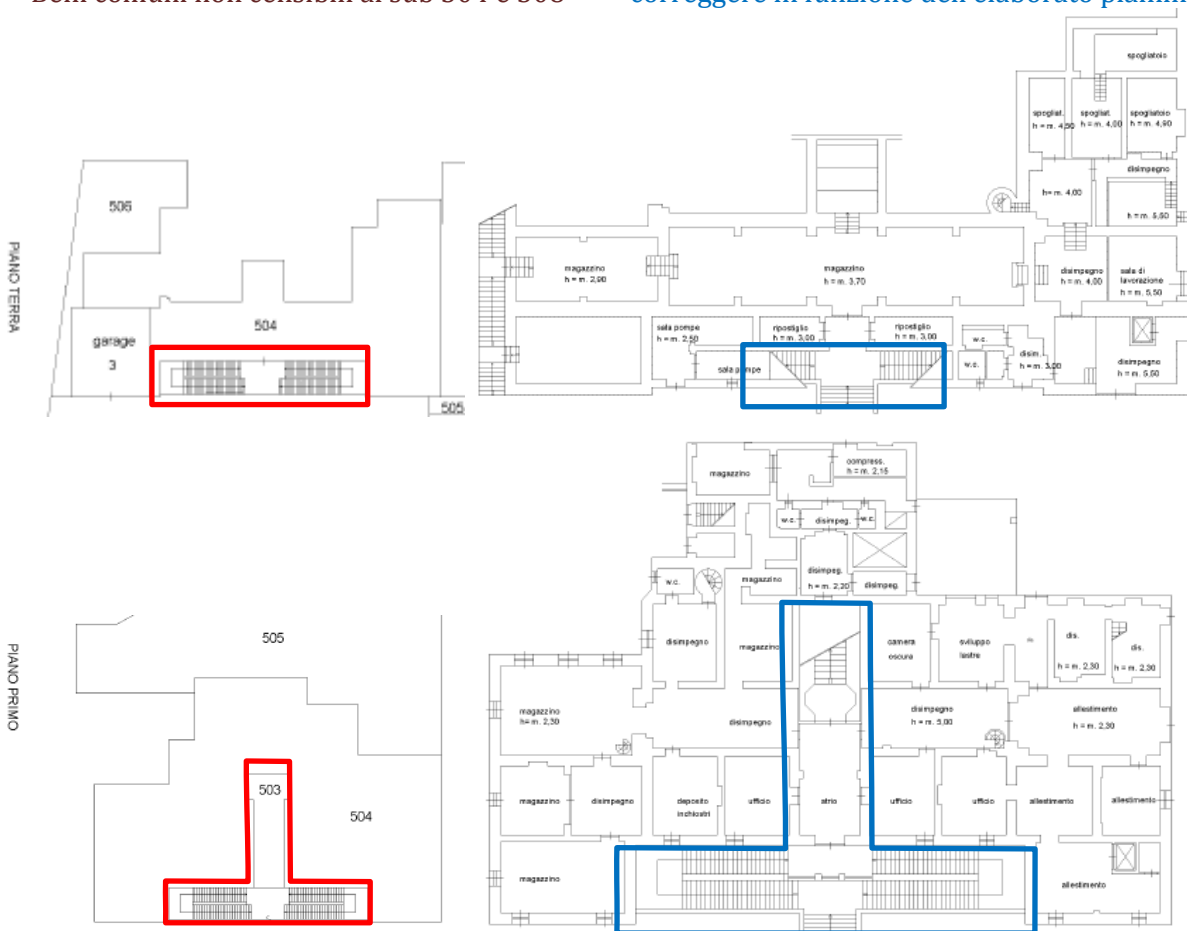 Beni comuni non censibili ai sub 504 e 508
correggere in funzione dell'elaborato planim
PIANO TERRA
506
504
garage
3
505
spogliatoio
spogliat.
h = m. 4,90
spogliat.
h = m. 4,00
spogliatoio
h = m. 4,90
disimpegno
h= m. 4,00
h = m. 5,50
magazzino
h = m. 2,90
magazzino
h = m. 3,70
disimpegno
h = m. 4,00
sala di
lavorazione
h = m. 5,50
sala pompe
h = m. 2,50
ripostiglio
h = m. 3,00
ripostiglio
h = m. 3,00
w.c.
sala pompe
w.c.
disim.
h = m. 3,00
disimpegno
h = m. 5,50
PIANO PRIMO
505
503
504
magazzino
compress.
h = m. 2,15
w.c.
disimpeg.
w.c.
w.c.
magazzino
disimpeg.
h = m. 2,20
disimpeg.
disimpegno
magazzino
camera
oscura
sviluppo
lastre
dis.
h = m. 2,30
dis.
h = m. 2,30
magazzino
h= m. 2,30
disimpegno
disimpegno
h = m. 5,00
allestimento
h = m. 2,30
magazzino
disimpegno
deposito
inchiostri
ufficio
atrio
ufficio
ufficio
allestimento
allestimento
magazzino
allestimento